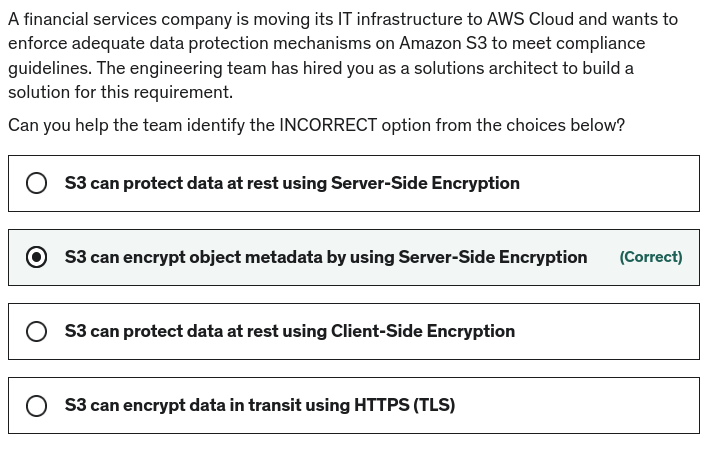 A financial services company is moving its IT infrastructure to AWS Cloud and wants to
enforce adequate data protection mechanisms on Amazon S3 to meet compliance
guidelines. The engineering team has hired you as a solutions architect to build a
solution for this requirement.
Can you help the team identify the INCORRECT option from the choices below?
S3 can protect data at rest using Server-Side Encryption
S3 can encrypt object metadata by using Server-Side Encryption (Correct)
S3 can protect data at rest using Client-Side Encryption
S3 can encrypt data in transit using HTTPS (TLS)